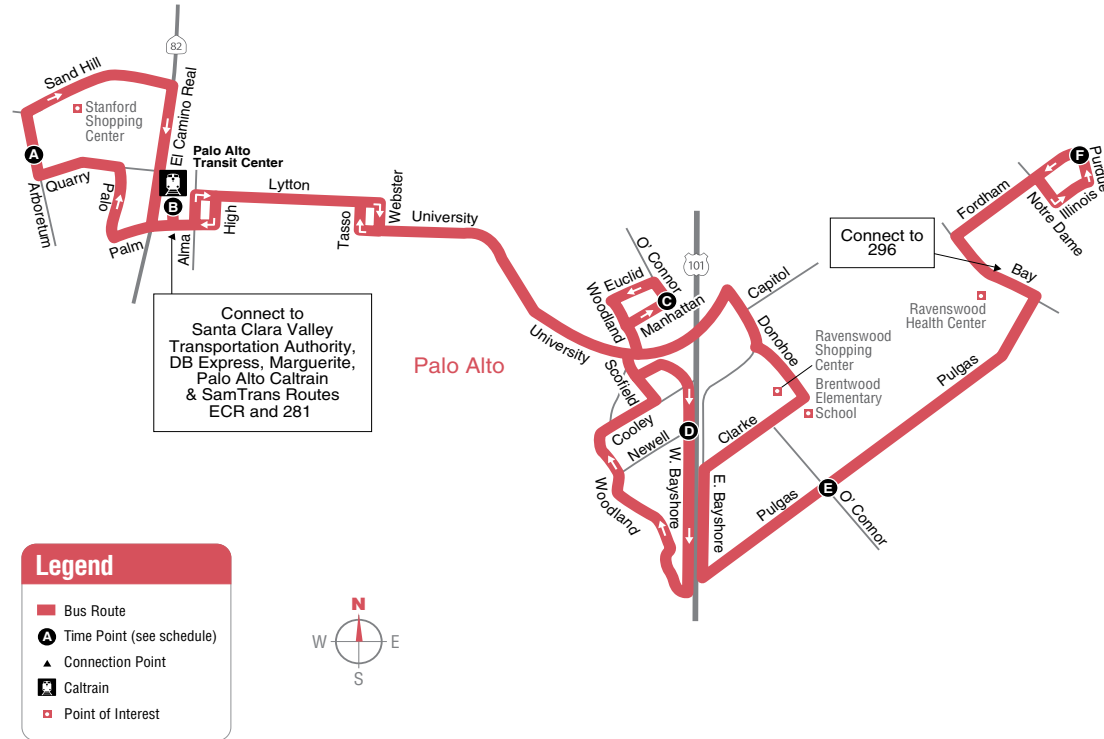 82
Sand Hill
Stanford
Shopping
Center
El Camino Real
Palo Alto
Transit Center
A
Quarry
Arboretum
Palo
Palm
B
Alma
High
Lytton
Tasso
Webster
University
Connect to
Santa Clara Valley
Transportation Authority,
DB Express, Marguerite,
Palo Alto Caltrain
& SamTrans Routes
ECR and 281
Palo Alto
University
O' Connor
Euclid
C
Woodland
Manhattan
101
Capitol
Donohoe
Scofield
Cooley
Newell
D
Woodland
W. Bayshore
E. Bayshore
Clarke
Ravenswood
Shopping
Center
Brentwood
Elementary
School
Pulgas
E
O' Connor
Pulgas
Connect to
296
Ravenswood
Health Center
Bay
Fordham
Notre Dame
Illinois
Purdue
F
Legend
Bus Route
A Time Point (see schedule)
Connection Point
Caltrain
Point of Interest
N
W
E
S